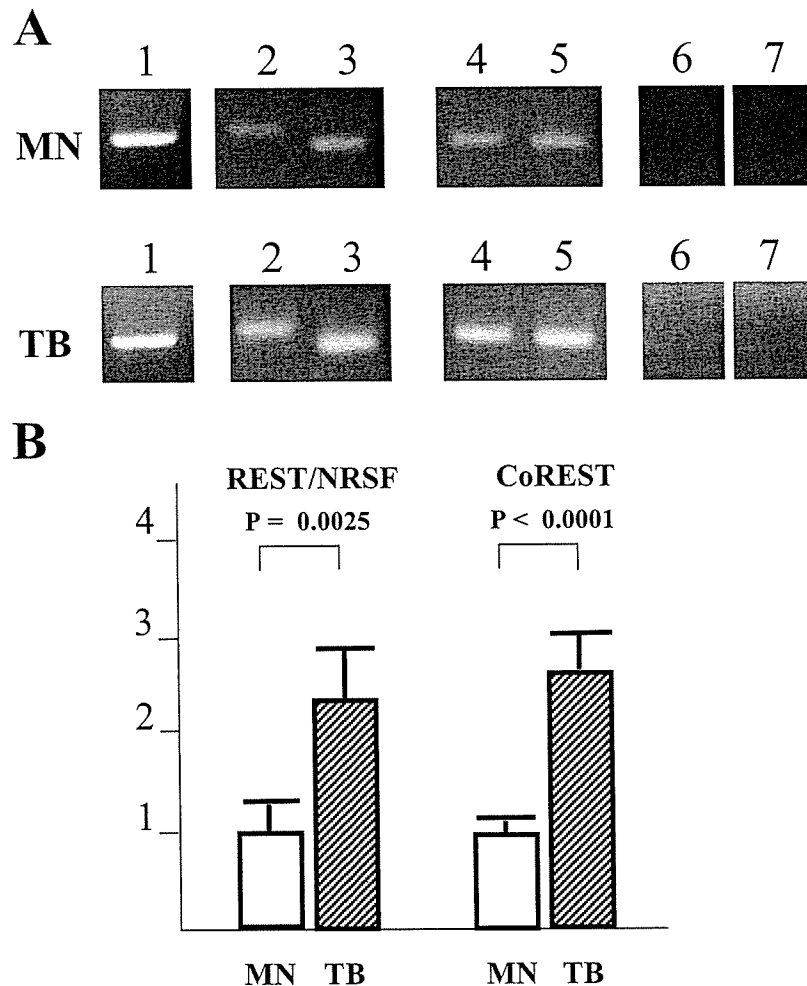 A
1 2 3 4 5 6 7
MN
1 2 3 4 5 6 7
TB
B
REST/NRSF CoREST
P = 0.0025 P < 0.0001
4
3
2
1
MN TB MN TB